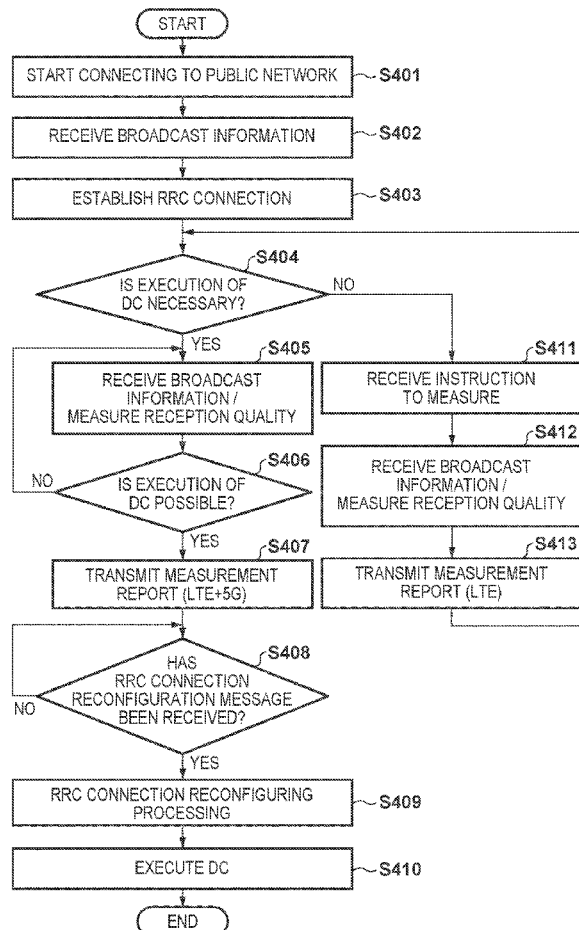 START
START CONNECTING TO PUBLIC NETWORK
S401
RECEIVE BROADCAST INFORMATION
S402
ESTABLISH RRC CONNECTION
S403
S404
IS EXECUTION OF
DC NECESSARY?
NO
YES
S405
RECEIVE BROADCAST
INFORMATION /
MEASURE RECEPTION QUALITY
S406
NO
IS EXECUTION OF
DC POSSIBLE?
YES
S407
TRANSMIT MEASUREMENT
REPORT (LTE+5G)
S408
HAS
RRC CONNECTION
RECONFIGURATION MESSAGE
BEEN RECEIVED?
NO
YES
RRC CONNECTION RECONFIGURING
PROCESSING
S409
EXECUTE DC
S410
END
S411
RECEIVE INSTRUCTION
TO MEASURE
S412
RECEIVE BROADCAST
INFORMATION /
MEASURE RECEPTION QUALITY
S413
TRANSMIT MEASUREMENT
REPORT (LTE)